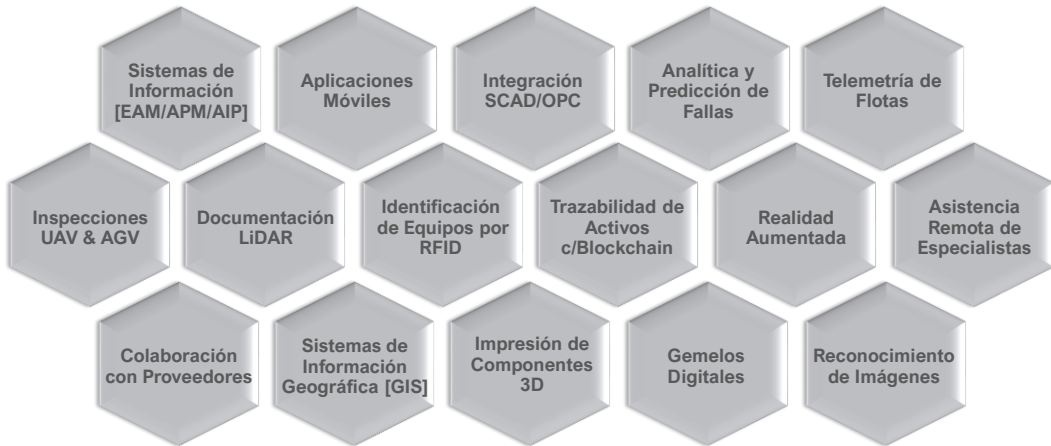 Sistemas de
Información
[EAM/APM/AIP]
Aplicaciones
Móviles
Integración
SCAD/OPC
Analítica y
Predicción de
Fallas
Telemetría de
Flotas
Inspecciones
UAV & AGV
Documentación
LiDAR
Identificación
de Equipos por
RFID
Trazabilidad de
Activos
c/Blockchain
Realidad
Aumentada
Asistencia
Remota de
Especialistas
Colaboración
con Proveedores
Sistemas de
Información
Geográfica [GIS]
Impresión de
Componentes
3D
Gemelos
Digitales
Reconocimiento
de Imágenes